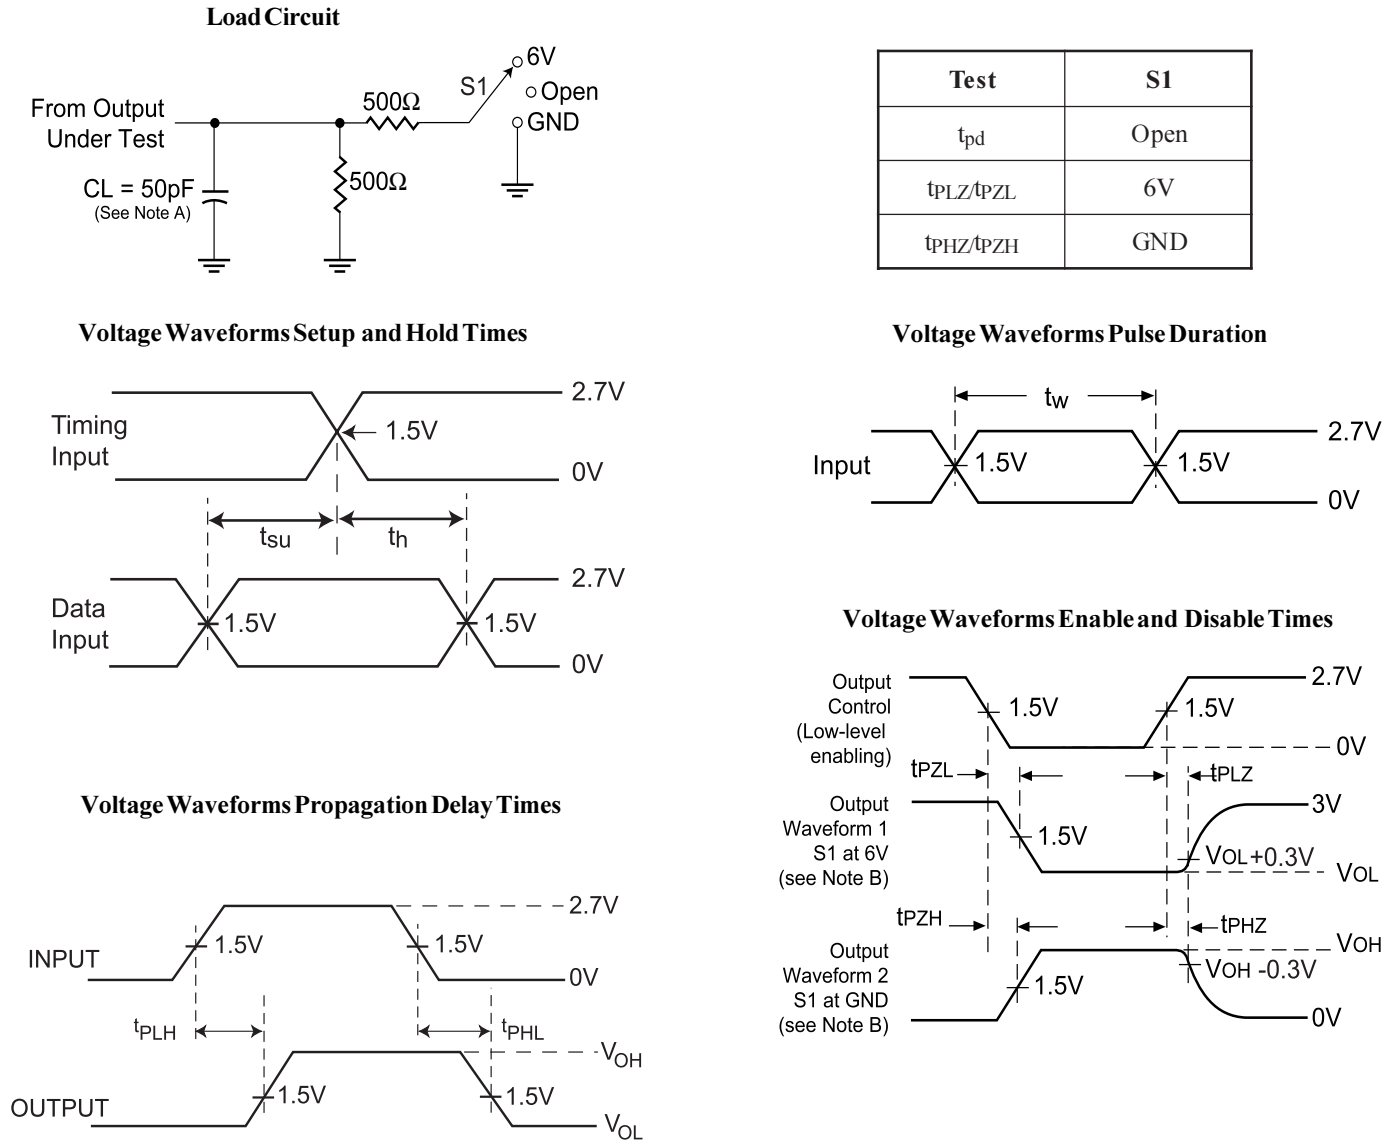 Load Circuit
6V
S1
Open
500Ω
From Output
Under Test
GND
500Ω
CL = 50pF
(See Note A)
Test S1
tpd Open
tPLZ/tPZL 6V
tPHZ/tPZH GND
Voltage Waveforms Setup and Hold Times
2.7V
Timing
Input
1.5V
0V
tsu th
2.7V
Data
Input
1.5V 1.5V
0V
Voltage Waveforms Pulse Duration
tw
2.7V
Input 1.5V 1.5V
0V
Voltage Waveforms Propagation Delay Times
2.7V
INPUT 1.5V 1.5V
0V
tPLH tPHL
VOH
OUTPUT 1.5V 1.5V
VOL
Voltage Waveforms Enable and Disable Times
Output
Control
(Low-level
enabling)
2.7V
1.5V 1.5V
0V
tPZL tPLZ
Output
Waveform 1
S1 at 6V
(see Note B)
3V
1.5V
VOL+0.3V
VOL
tPZH tPHZ
Output
Waveform 2
S1 at GND
(see Note B)
VOH
VOH -0.3V
1.5V
0V